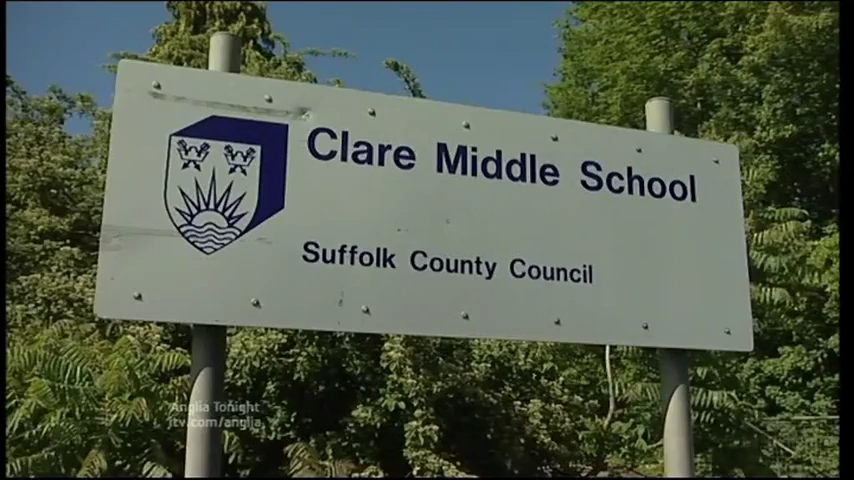 Clare Middle School
Suffolk County Council
Anglia Tonight
itv.com/anglia